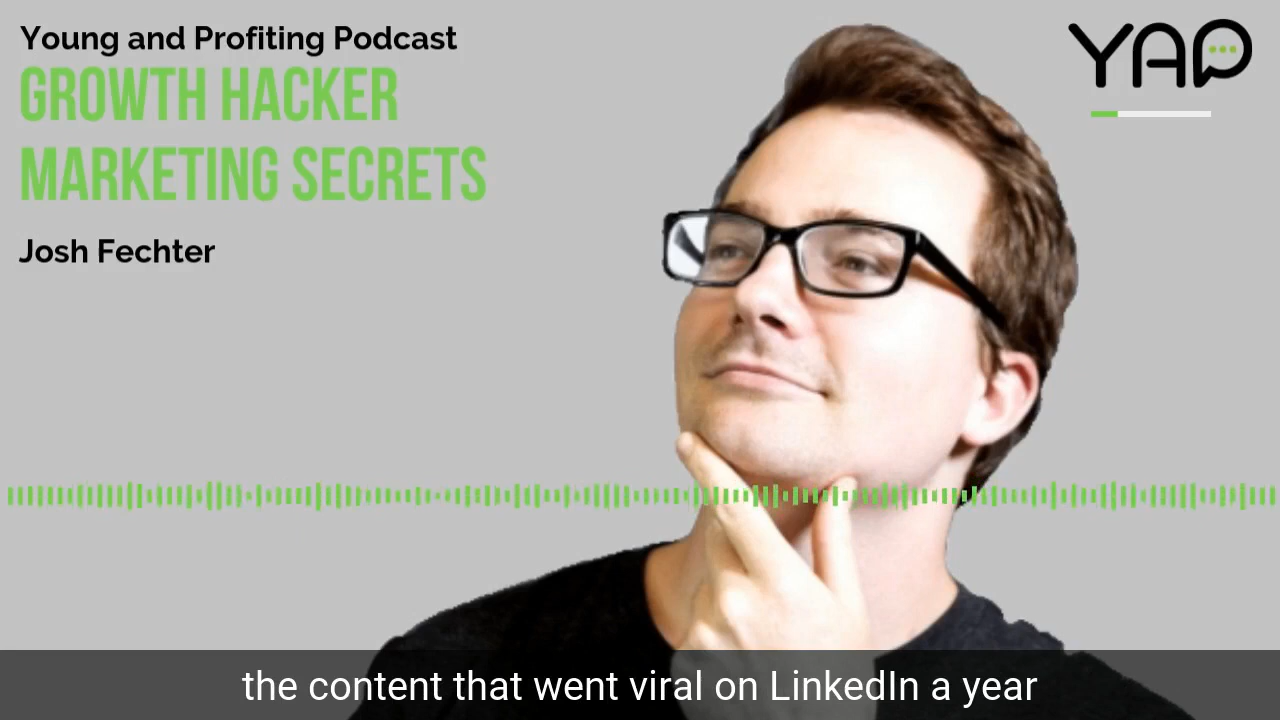 Young and Profiting Podcast
YAP
GROWTH HACKER
MARKETING SECRETS
Josh Fechter
the content that went viral on LinkedIn a year